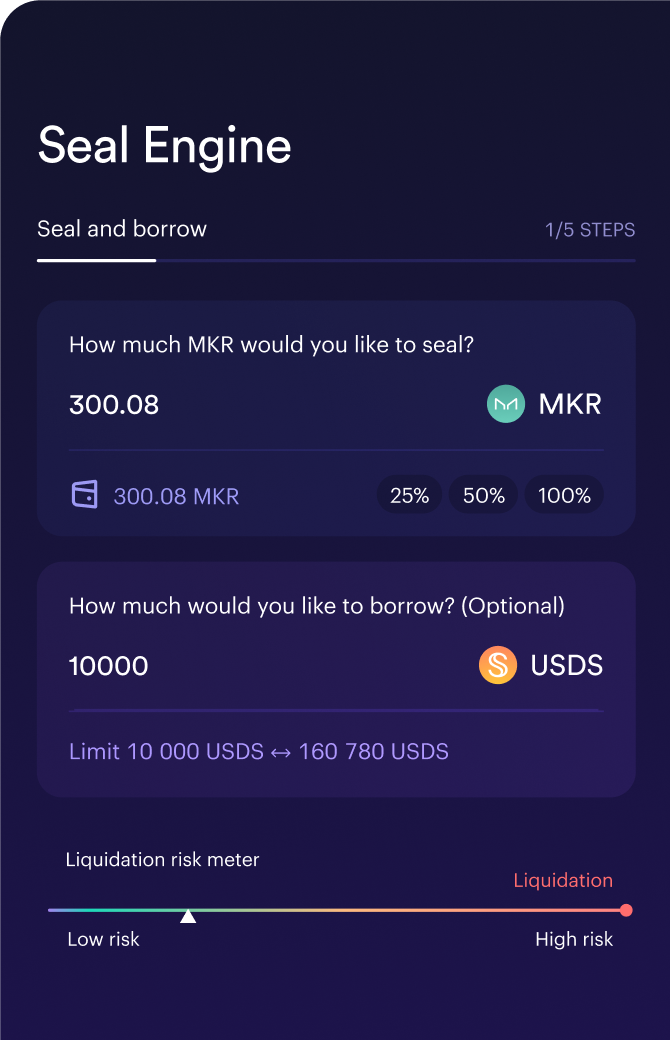 Seal Engine
Seal and borrow 1/5 STEPS
How much MKR would you like to seal?
300.08 MKR
300.08 MKR 25% 50% 100%
How much would you like to borrow? (Optional)
10000 USDS
Limit 10 000 USDS ↔ 160 780 USDS
Liquidation risk meter
Liquidation
Low risk High risk